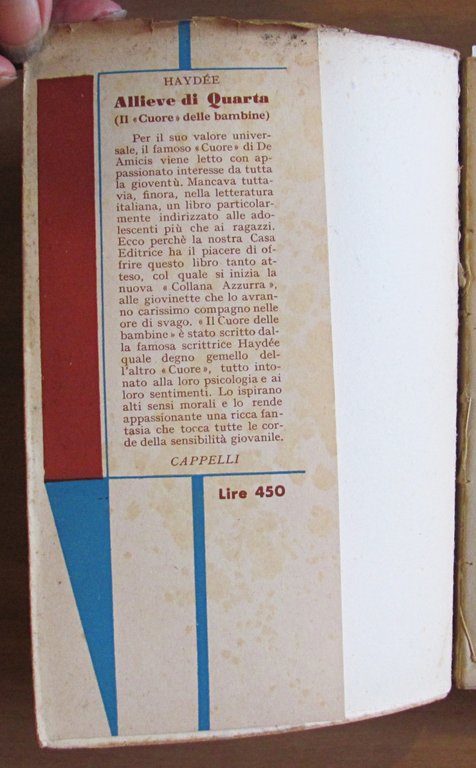 HAYDÉE
Allieve di Quarta
(Il «Cuore» delle bambine)
Per il suo valore univer-
sale, il famoso «Cuore» di De
Amicis viene letto con ap-
passionato interesse da tutta
la gioventù. Mancava tutta-
via, finora, nella letteratura
italiana, un libro particolar-
mente indirizzato alle ado-
lescenti più che ai ragazzi.
Ecco perchè la nostra Casa
Editrice ha il piacere di of-
frire questo libro tanto at-
teso, col quale si inizia la
nuova «Collana Azzurra»,
alle giovinette che lo avran-
no carissimo compagno nelle
ore di svago. «Il Cuore delle
bambine» è stato scritto dal-
la famosa scrittrice Haydée
quale degno gemello del-
l'altro «Cuore», tutto into-
nato alla loro psicologia e ai
loro sentimenti. Lo ispirano
alti sensi morali e lo rende
appassionante una ricca fan-
tasia che tocca tutte le cor-
de della sensibilità giovanile.
CAPPELLI
Lire 450